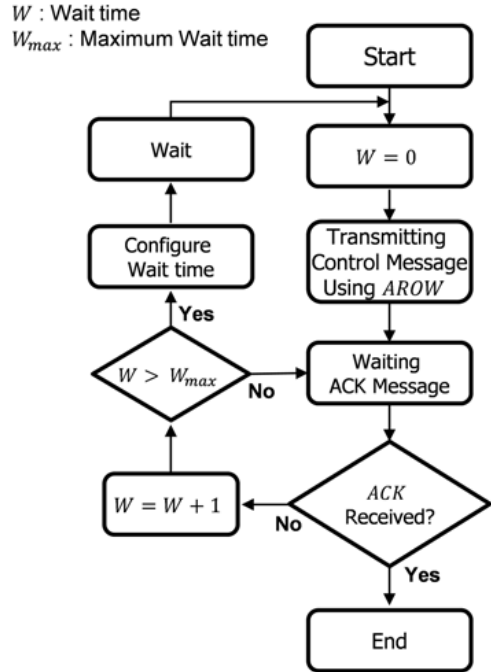 W : Wait time
W_max : Maximum Wait time
Start
W = 0
Transmitting
Control Message
Using AROW
Waiting
ACK Message
ACK
Received?
Yes
End
No
W = W + 1
W > W_max
No
Yes
Configure
Wait time
Wait